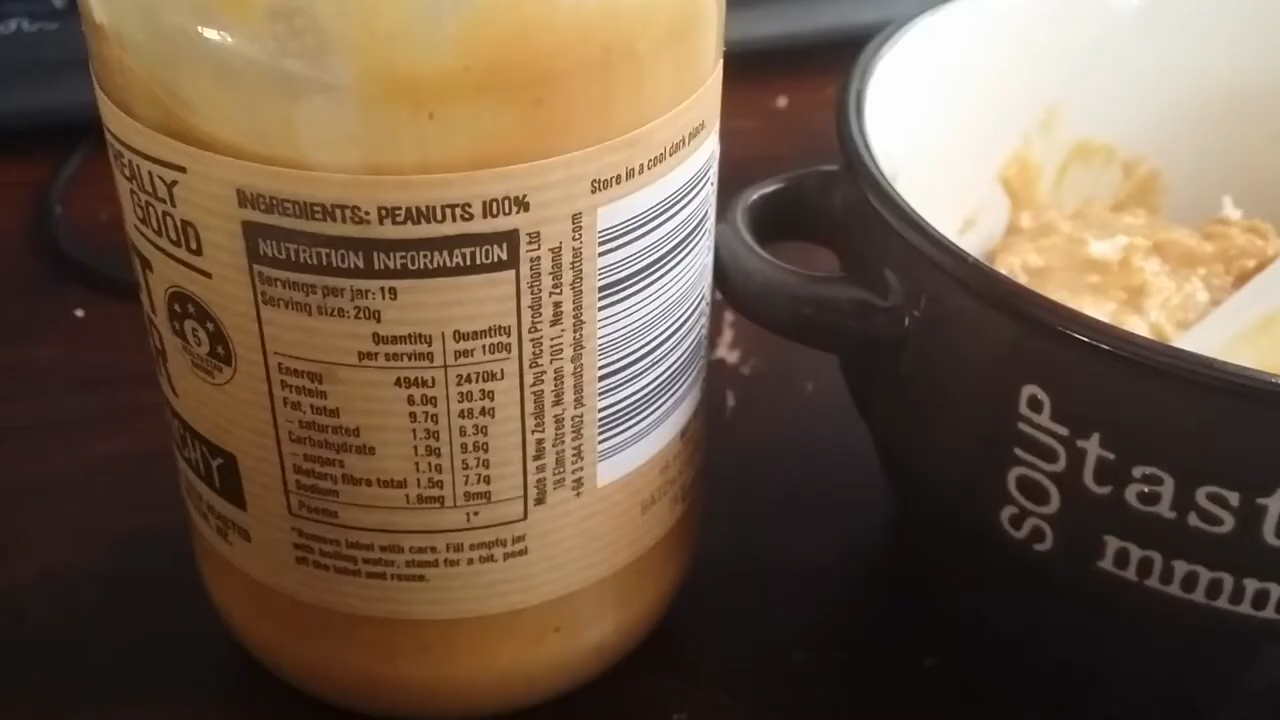 REALLY
GOOD
5
HEALTH STAR
RATING
INGREDIENTS: PEANUTS 100%
NUTRITION INFORMATION
Servings per jar: 19
Serving size: 20g
Quantity per serving Quantity per 100g
Energy 494kJ 2470kJ
Protein 6.0g 30.3g
Fat, total 9.7g 48.4g
– saturated 1.3g 6.3g
Carbohydrate 1.9g 9.6g
– sugars 1.1g 5.7g
Dietary fibre total 1.5g 7.7g
Sodium 1.8mg 9mg
Poems 1*
*Remove label with care. Fill empty jar
with boiling water, stand for a bit, peel
off the label and reuse.
Made in New Zealand by Picot Productions Ltd
18 Elms Street, Nelson 7011, New Zealand.
+64 3 544 8402 peanuts@picspeanutbutter.com
Store in a cool dark place.
SOUP
tast
mmm